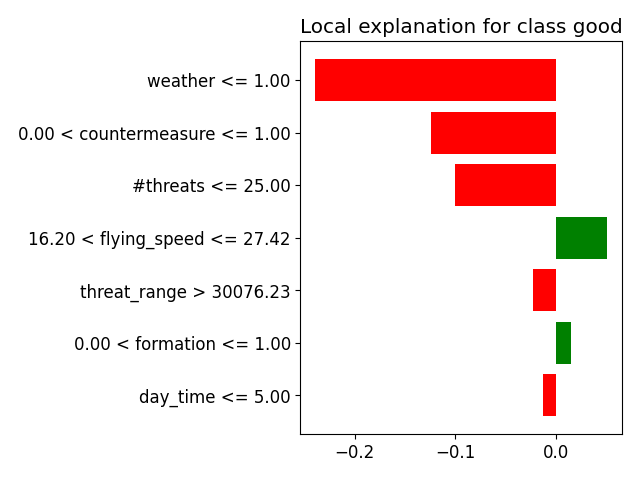 Local explanation for class good
weather <= 1.00
0.00 < countermeasure <= 1.00
#threats <= 25.00
16.20 < flying_speed <= 27.42
threat_range > 30076.23
0.00 < formation <= 1.00
day_time <= 5.00
−0.2 −0.1 0.0